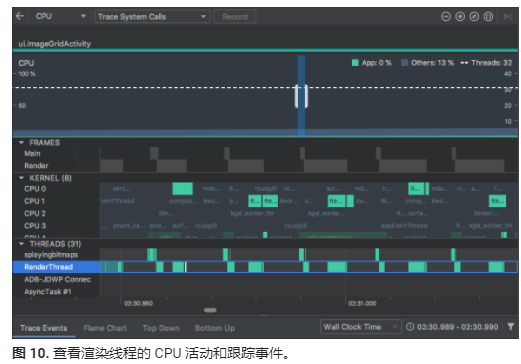 CPU Trace System Calls Record
ui.ImageGridActivity
CPU App: 0 % Others: 13 % Threads: 32
100 % 40
30
50 20
10
FRAMES
Main
Render
KERNEL (8)
CPU 0
CPU 1
CPU 2
CPU 3
THREADS (31)
splayingbitmaps
RenderThread
ADB-JDWP Connec
AsyncTask #1
02:30.950 02:31.000
Trace Events Flame Chart Top Down Bottom Up Wall Clock Time 02:30.989 - 02:30.990
图 10. 查看渲染线程的 CPU 活动和跟踪事件。